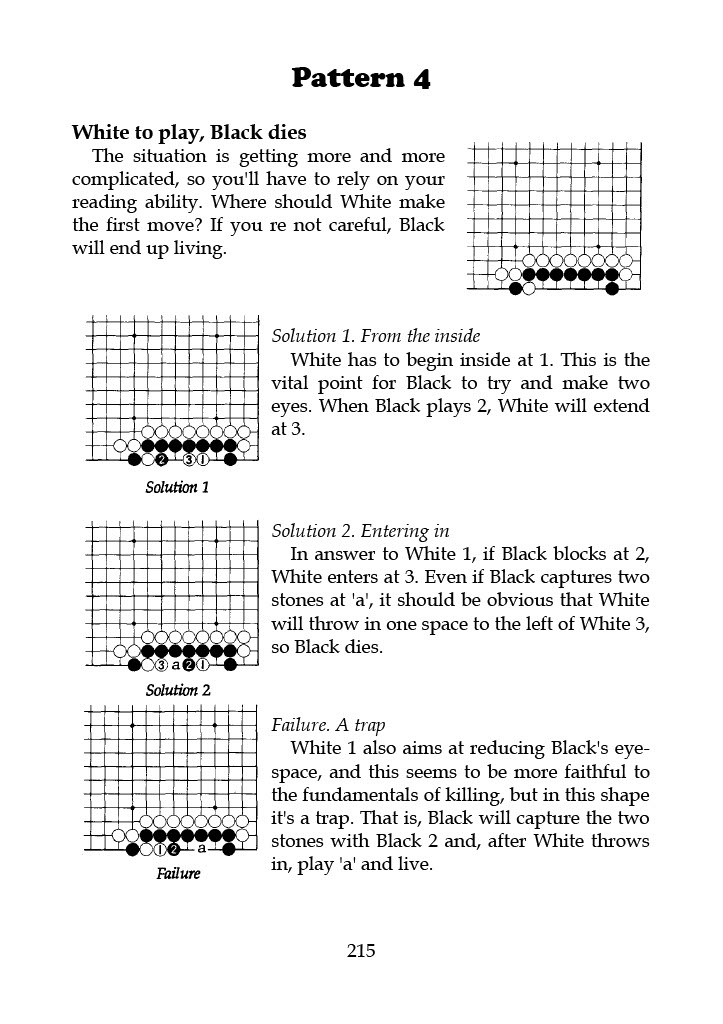 Pattern 4
White to play, Black dies
The situation is getting more and more
complicated, so you'll have to rely on your
reading ability. Where should White make
the first move? If you re not careful, Black
will end up living.
Solution 1. From the inside
White has to begin inside at 1. This is the
vital point for Black to try and make two
eyes. When Black plays 2, White will extend
at 3.
2 3 1
Solution 1
Solution 2. Entering in
In answer to White 1, if Black blocks at 2,
White enters at 3. Even if Black captures two
stones at 'a', it should be obvious that White
will throw in one space to the left of White 3,
so Black dies.
3 a 2 1
Solution 2
Failure. A trap
White 1 also aims at reducing Black's eye-
space, and this seems to be more faithful to
the fundamentals of killing, but in this shape
it's a trap. That is, Black will capture the two
stones with Black 2 and, after White throws
in, play 'a' and live.
1 2 a
Failure
215